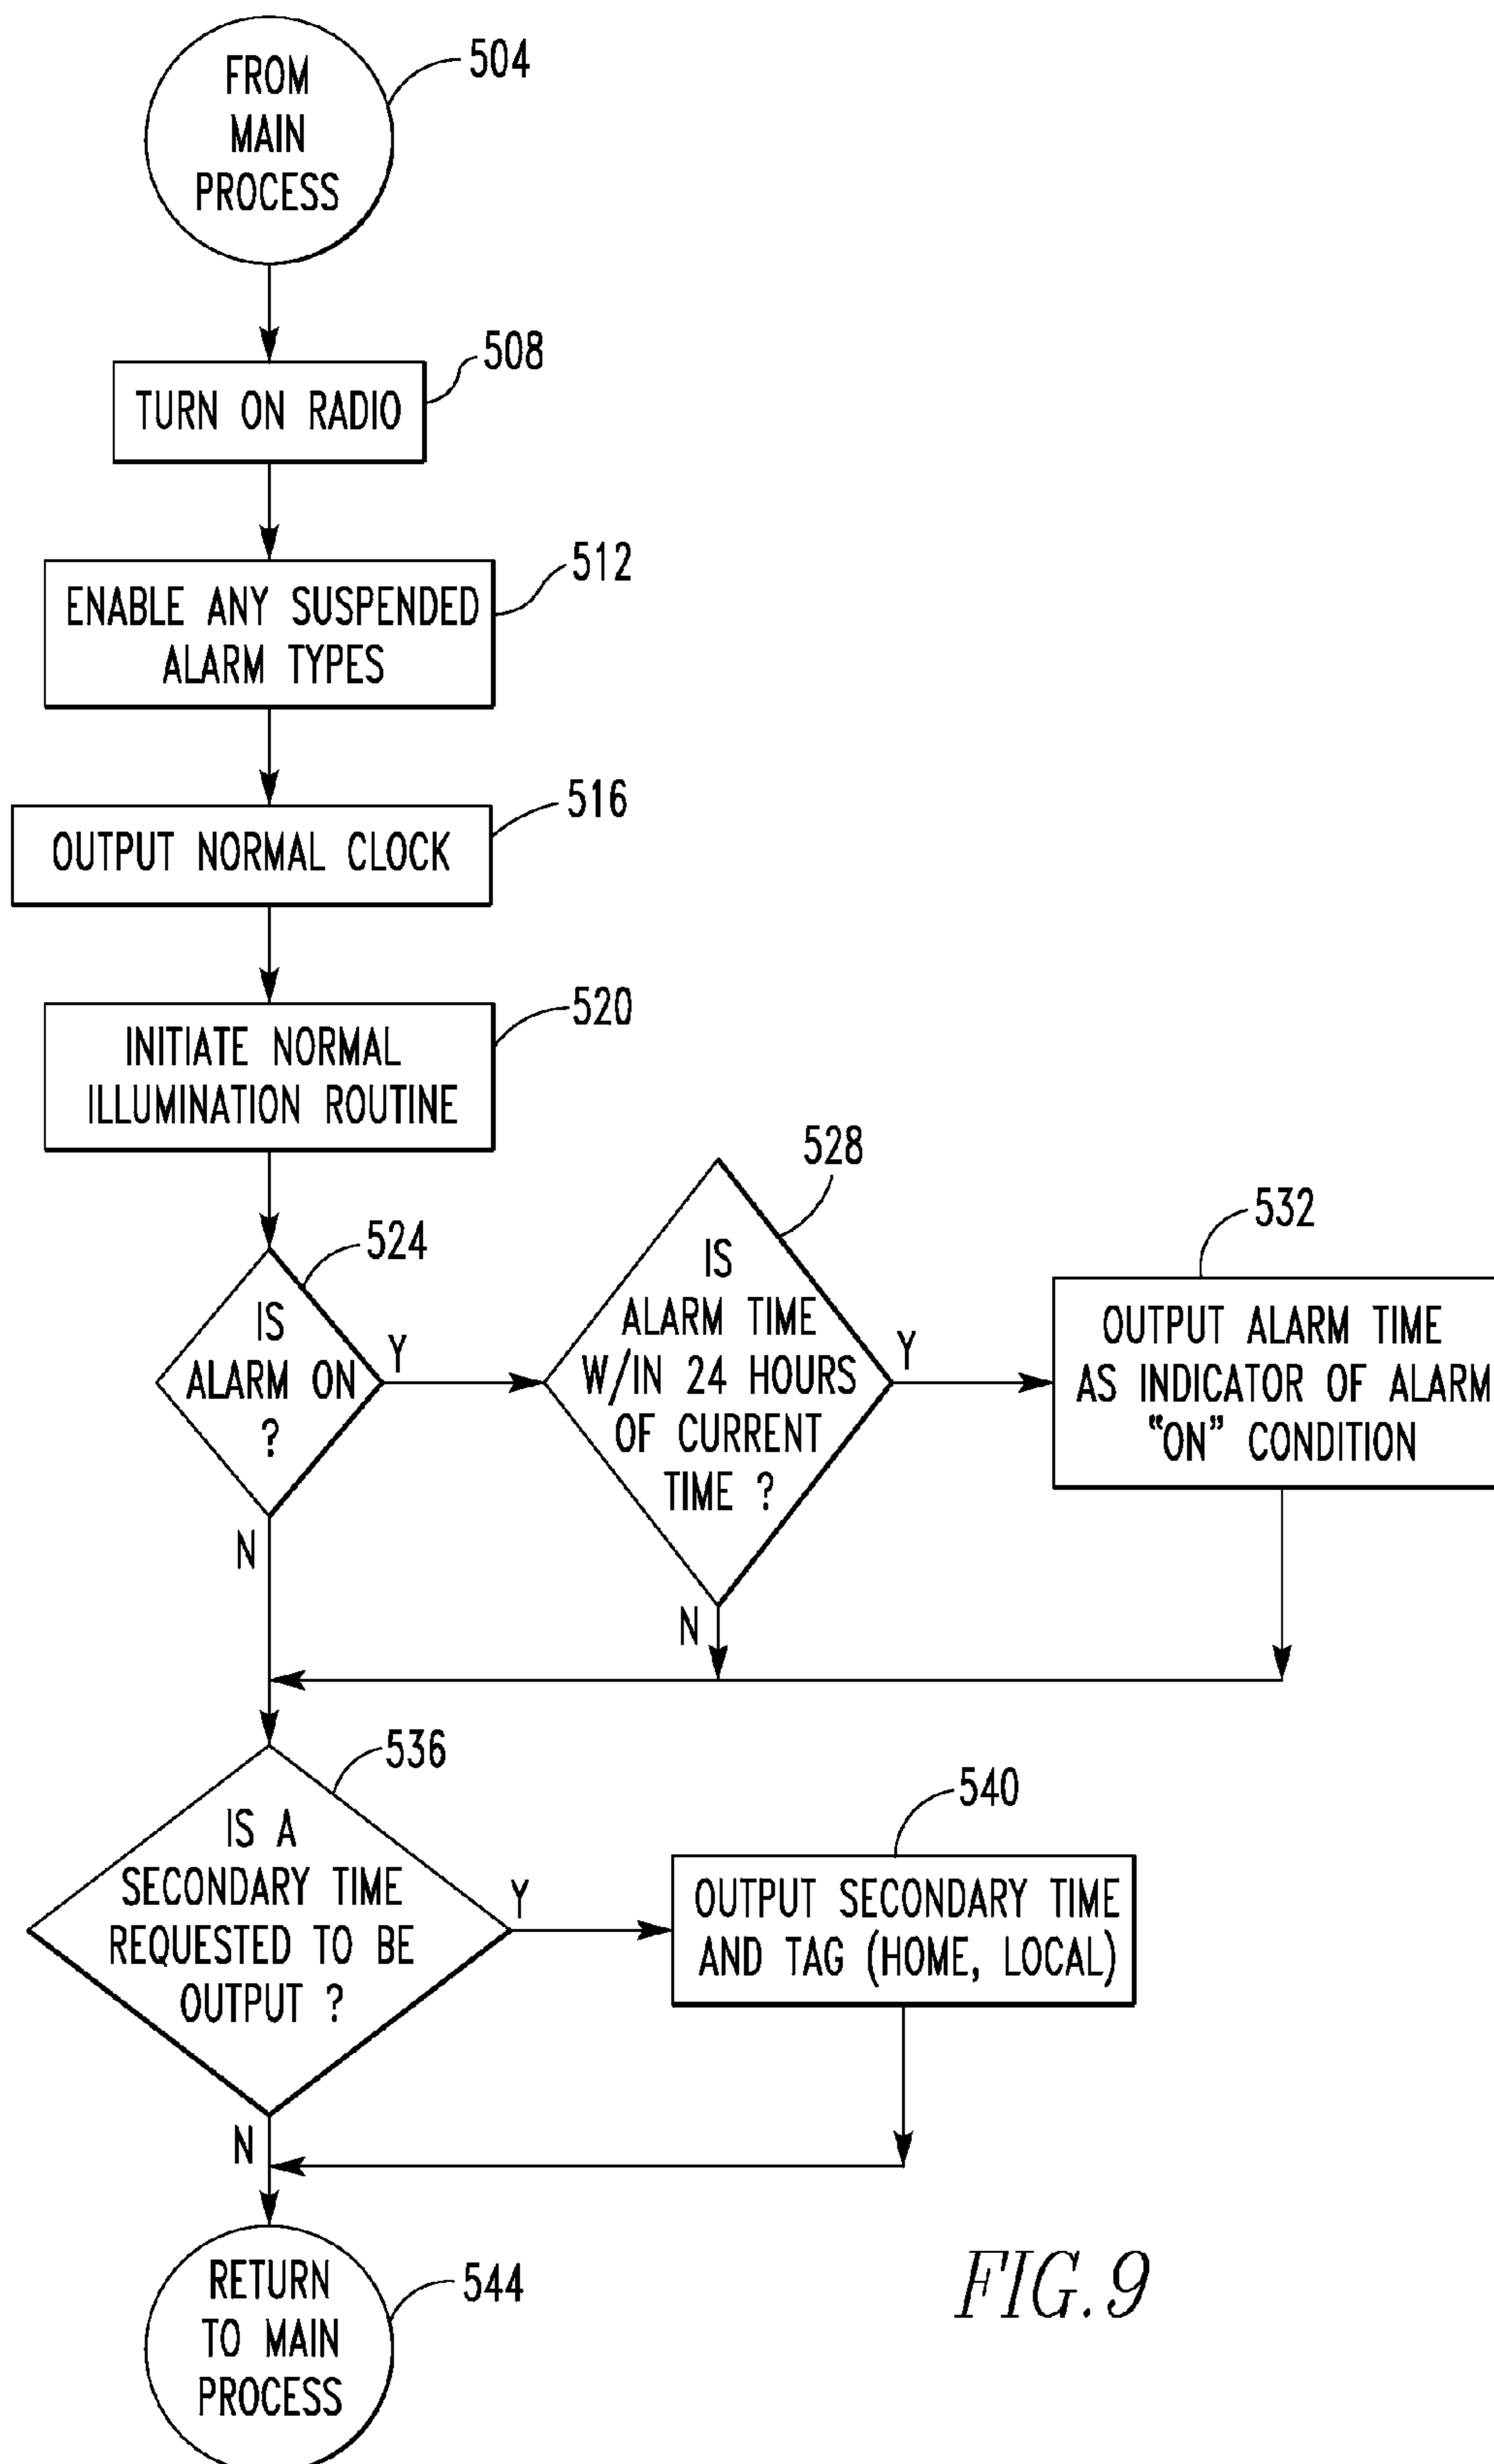 FROM
MAIN
PROCESS
504
TURN ON RADIO
508
ENABLE ANY SUSPENDED
ALARM TYPES
512
OUTPUT NORMAL CLOCK
516
INITIATE NORMAL
ILLUMINATION ROUTINE
520
IS
ALARM ON
?
524
Y
N
IS
ALARM TIME
W/IN 24 HOURS
OF CURRENT
TIME ?
528
Y
N
OUTPUT ALARM TIME
AS INDICATOR OF ALARM
“ON” CONDITION
532
IS A
SECONDARY TIME
REQUESTED TO BE
OUTPUT ?
536
Y
N
OUTPUT SECONDARY TIME
AND TAG (HOME, LOCAL)
540
RETURN
TO MAIN
PROCESS
544
FIG.9